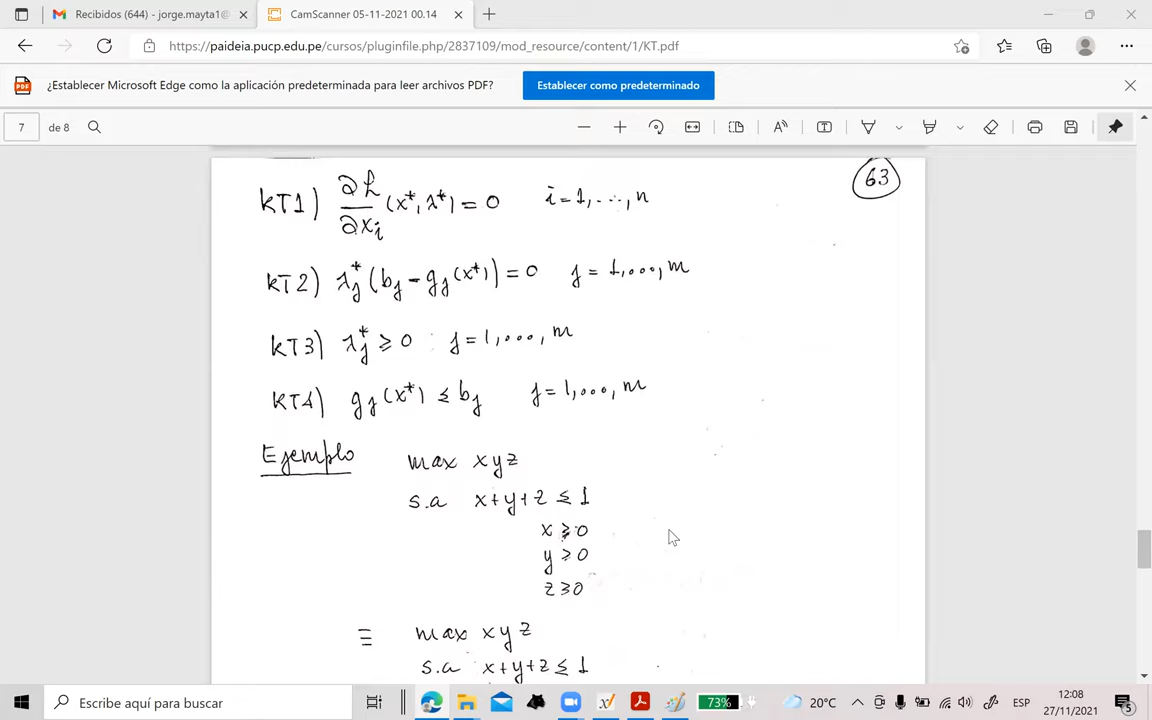 Recibidos (644) - jorge.mayta1@
CamScanner 05-11-2021 00.14
https://paideia.pucp.edu.pe/cursos/pluginfile.php/2837109/mod_resource/content/1/KT.pdf
¿Establecer Microsoft Edge como la aplicación predeterminada para leer archivos PDF?
Establecer como predeterminado
7 de 8
63
KT1) ∂L/∂xi (x*, λ*) = 0 i=1,...,n
KT2) λj* (bj - gj(x*)) = 0 j=1,...,m
KT3) λj* ≥ 0 j=1,...,m
KT4) gj(x*) ≤ bj j=1,...,m
Ejemplo max xyz
s.a x+y+z ≤ 1
x ≥ 0
y ≥ 0
z ≥ 0
≡ max xyz
s.a x+y+z ≤ 1
Escribe aquí para buscar
73%
20°C
ESP
12:08
27/11/2021
5